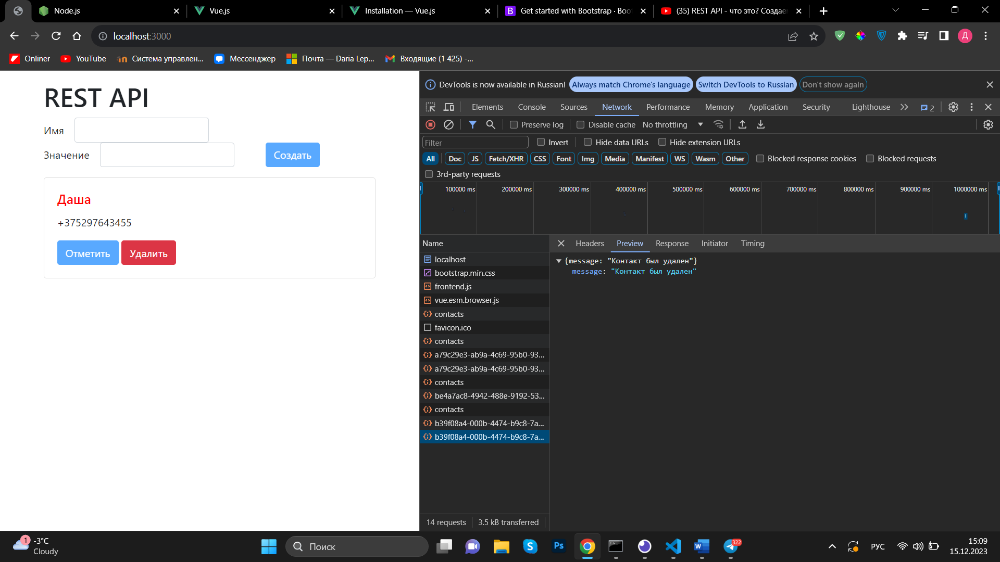 Node.js
Vue.js
Installation — Vue.js
Get started with Bootstrap · Boo
(35) REST API - что это? Создае
localhost:3000
Д
Onliner
YouTube
Система управлен...
Мессенджер
Почта — Daria Lep...
Входящие (1 425) -...
REST API
Имя
Значение
Создать
Даша
+375297643455
Отметить
Удалить
DevTools is now available in Russian!
Always match Chrome's language
Switch DevTools to Russian
Don't show again
Elements
Console
Sources
Network
Performance
Memory
Application
Security
Lighthouse
2
Preserve log
Disable cache
No throttling
Filter
Invert
Hide data URLs
Hide extension URLs
All
Doc
JS
Fetch/XHR
CSS
Font
Img
Media
Manifest
WS
Wasm
Other
Blocked response cookies
Blocked requests
3rd-party requests
100000 ms
200000 ms
300000 ms
400000 ms
500000 ms
600000 ms
700000 ms
800000 ms
900000 ms
1000000 ms
Name
localhost
bootstrap.min.css
frontend.js
vue.esm.browser.js
contacts
favicon.ico
contacts
a79c29e3-ab9a-4c69-95b0-93...
a79c29e3-ab9a-4c69-95b0-93...
contacts
be4a7ac8-4942-488e-9192-53...
contacts
b39f08a4-000b-4474-b9c8-7a...
b39f08a4-000b-4474-b9c8-7a...
Headers
Preview
Response
Initiator
Timing
{message: "Контакт был удален"}
message: "Контакт был удален"
14 requests
3.5 kB transferred
1
-3°C
Cloudy
Поиск
322
РУС
15:09
15.12.2023